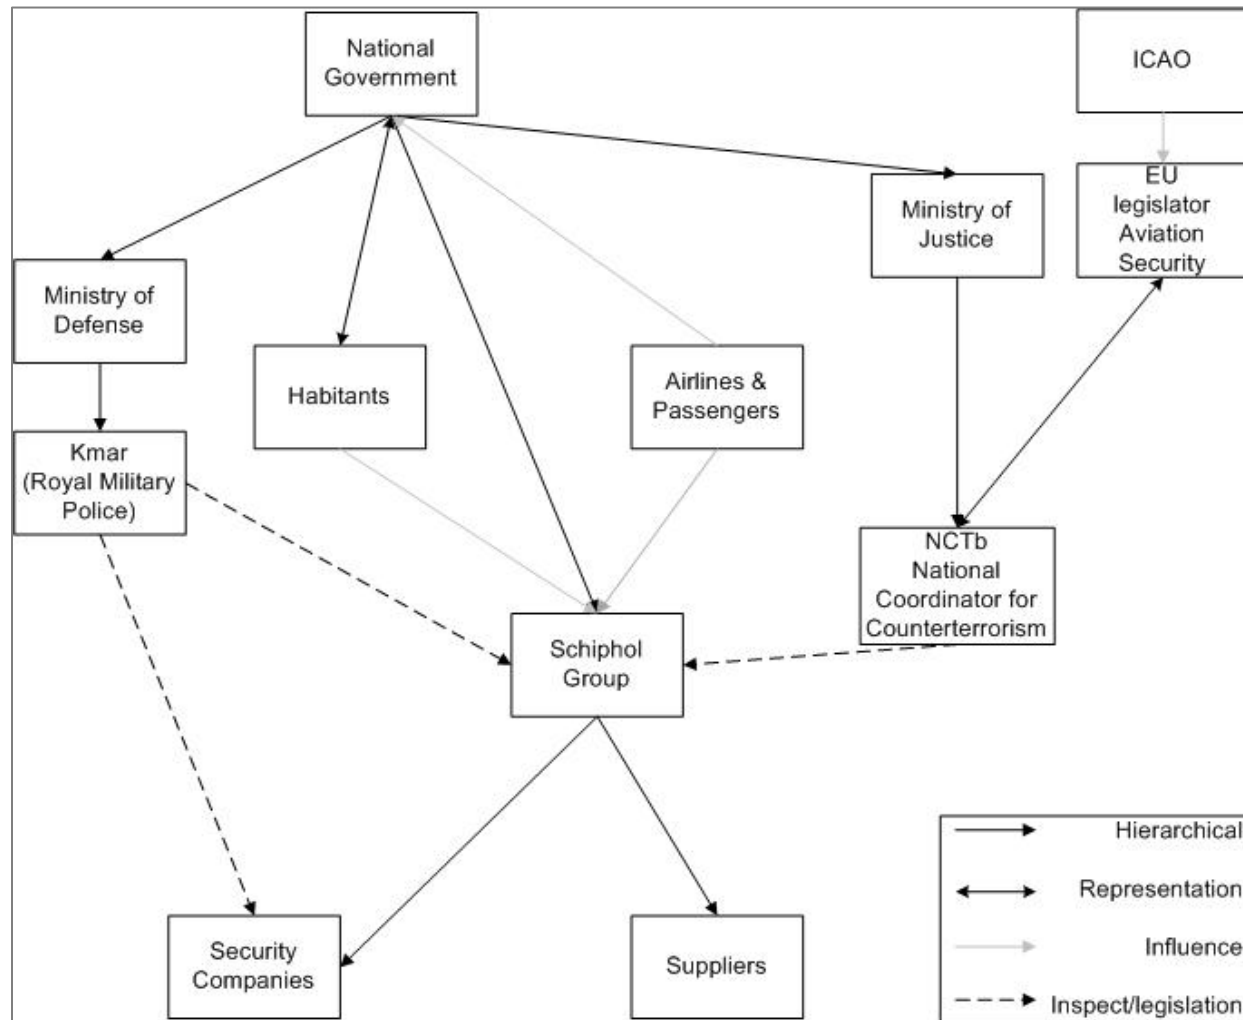 National
Government
ICAO
EU
legislator
Aviation
Security
Ministry of
Justice
Ministry of
Defense
Habitants
Airlines &
Passengers
Kmar
(Royal Military
Police)
NCTb
National
Coordinator for
Counterterrorism
Schiphol
Group
Security
Companies
Suppliers
Hierarchical
Representation
Influence
Inspect/legislation